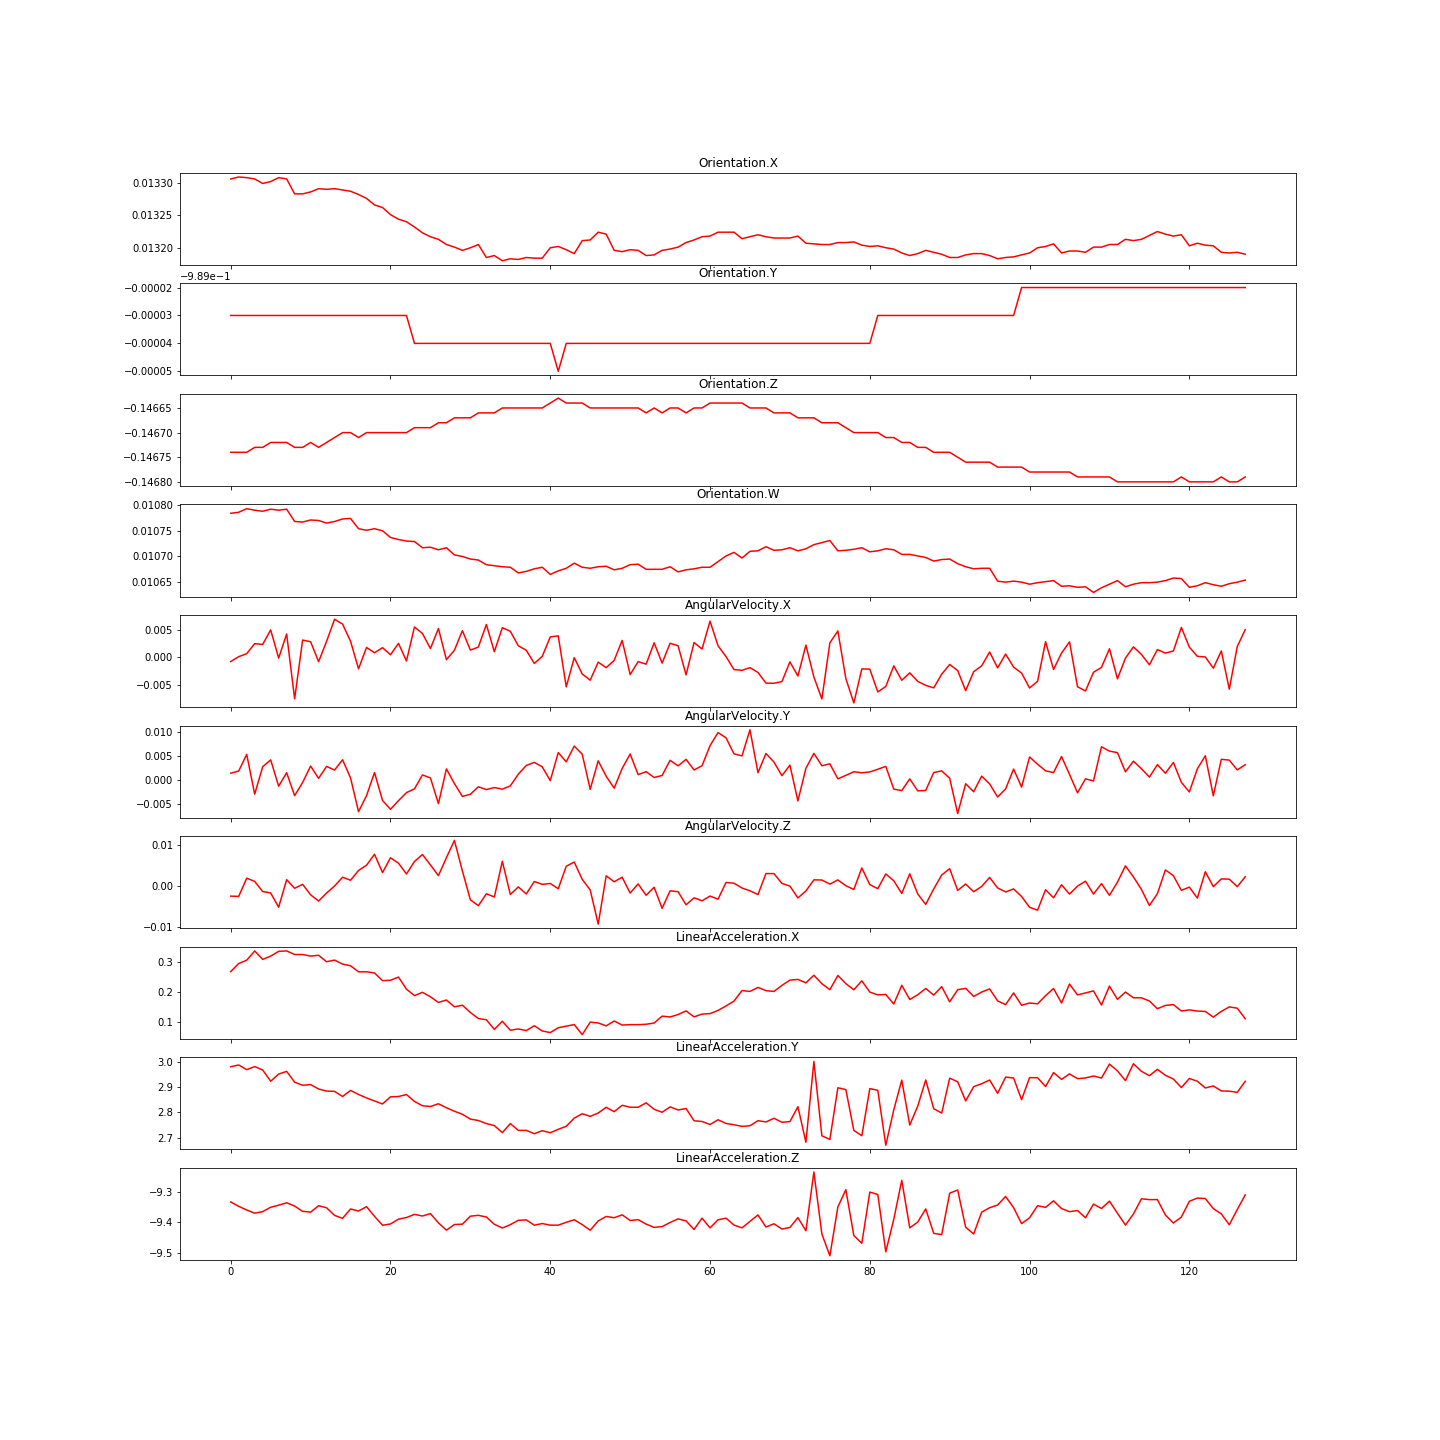 Orientation.X
0.01330
0.01325
0.01320
−9.89e−1
Orientation.Y
−0.00002
−0.00003
−0.00004
−0.00005
Orientation.Z
−0.14665
−0.14670
−0.14675
−0.14680
Orientation.W
0.01080
0.01075
0.01070
0.01065
AngularVelocity.X
0.005
0.000
−0.005
AngularVelocity.Y
0.010
0.005
0.000
−0.005
AngularVelocity.Z
0.01
0.00
−0.01
LinearAcceleration.X
0.3
0.2
0.1
LinearAcceleration.Y
3.0
2.9
2.8
2.7
LinearAcceleration.Z
−9.3
−9.4
−9.5
0 20 40 60 80 100 120